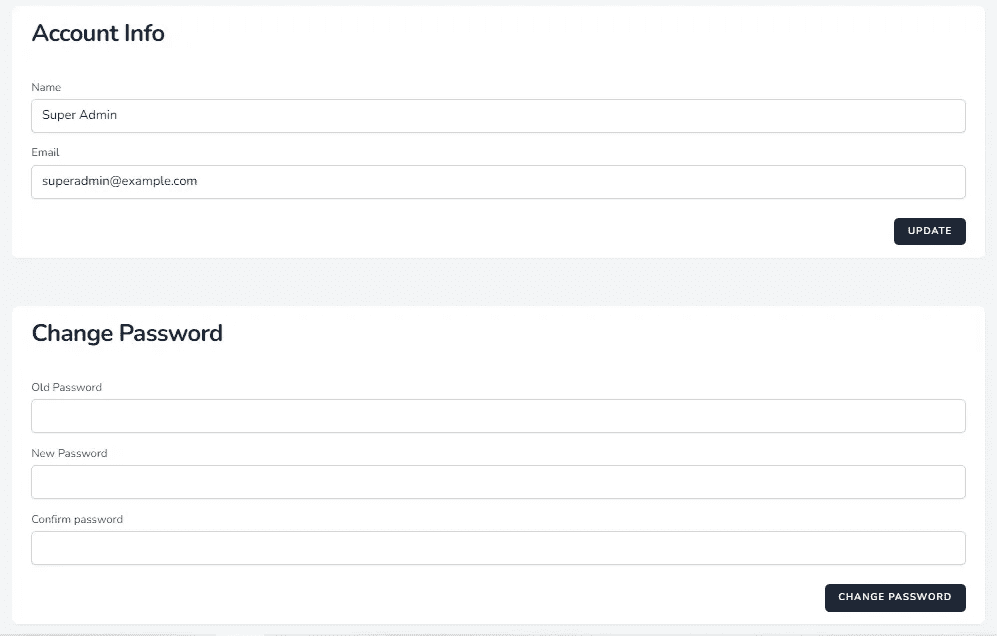 Account Info
Name
Super Admin
Email
superadmin@example.com
UPDATE
Change Password
Old Password
New Password
Confirm password
CHANGE PASSWORD